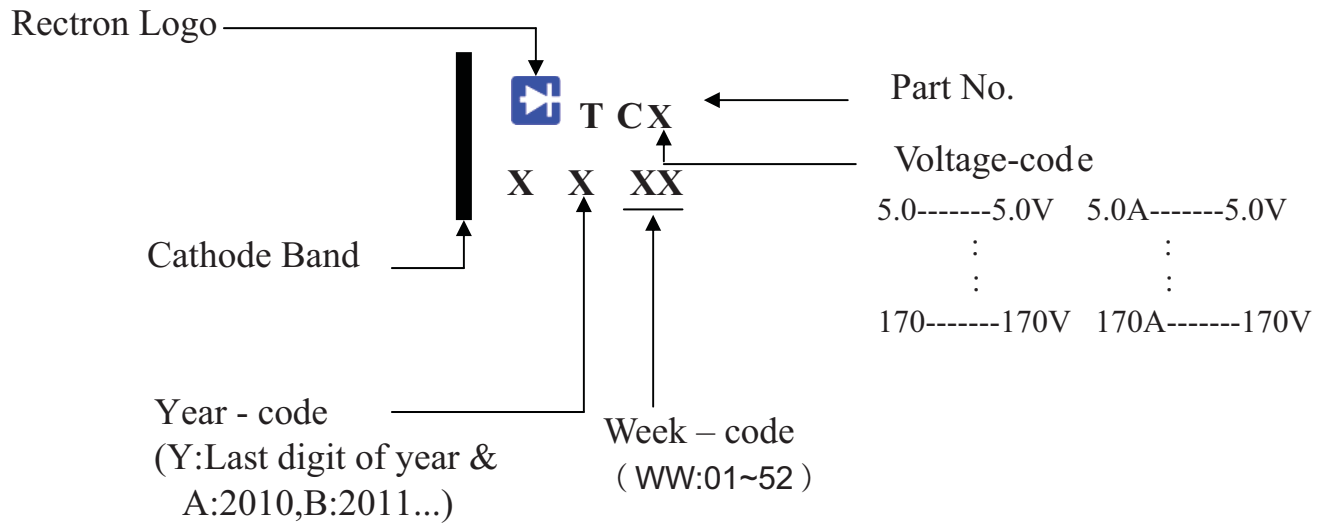 Rectron Logo
T CX
Part No.
Voltage-code
X X XX
5.0-------5.0V 5.0A-------5.0V
: :
: :
170-------170V 170A-------170V
Cathode Band
Year - code
(Y:Last digit of year &
A:2010,B:2011...)
Week – code
（WW:01~52）